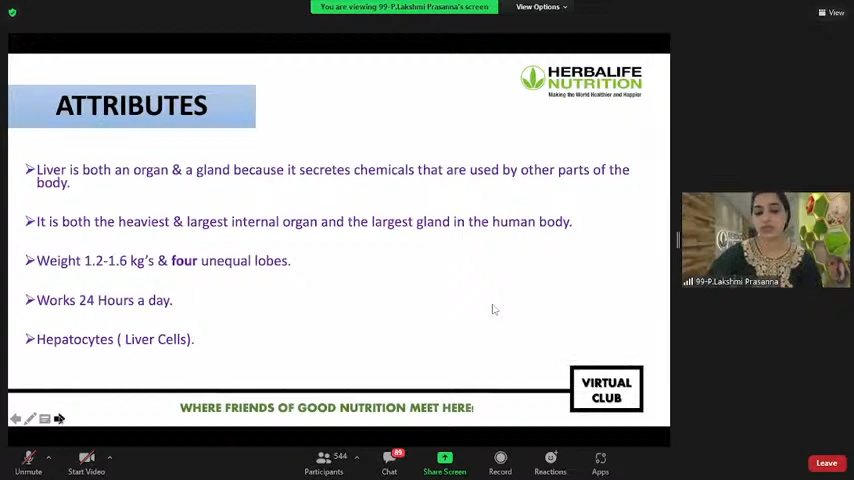 You are viewing 99-P.Lakshmi Prasanna's screen
View Options
View
HERBALIFE
NUTRITION
Making the World Healthier and Happier
ATTRIBUTES
➢Liver is both an organ & a gland because it secretes chemicals that are used by other parts of the
body.
➢It is both the heaviest & largest internal organ and the largest gland in the human body.
➢Weight 1.2-1.6 kg's & four unequal lobes.
➢Works 24 Hours a day.
➢Hepatocytes ( Liver Cells).
99-P.Lakshmi Prasanna
VIRTUAL
CLUB
WHERE FRIENDS OF GOOD NUTRITION MEET HERE!
544
89
Unmute
Start Video
Participants
Chat
Share Screen
Record
Reactions
Apps
Leave